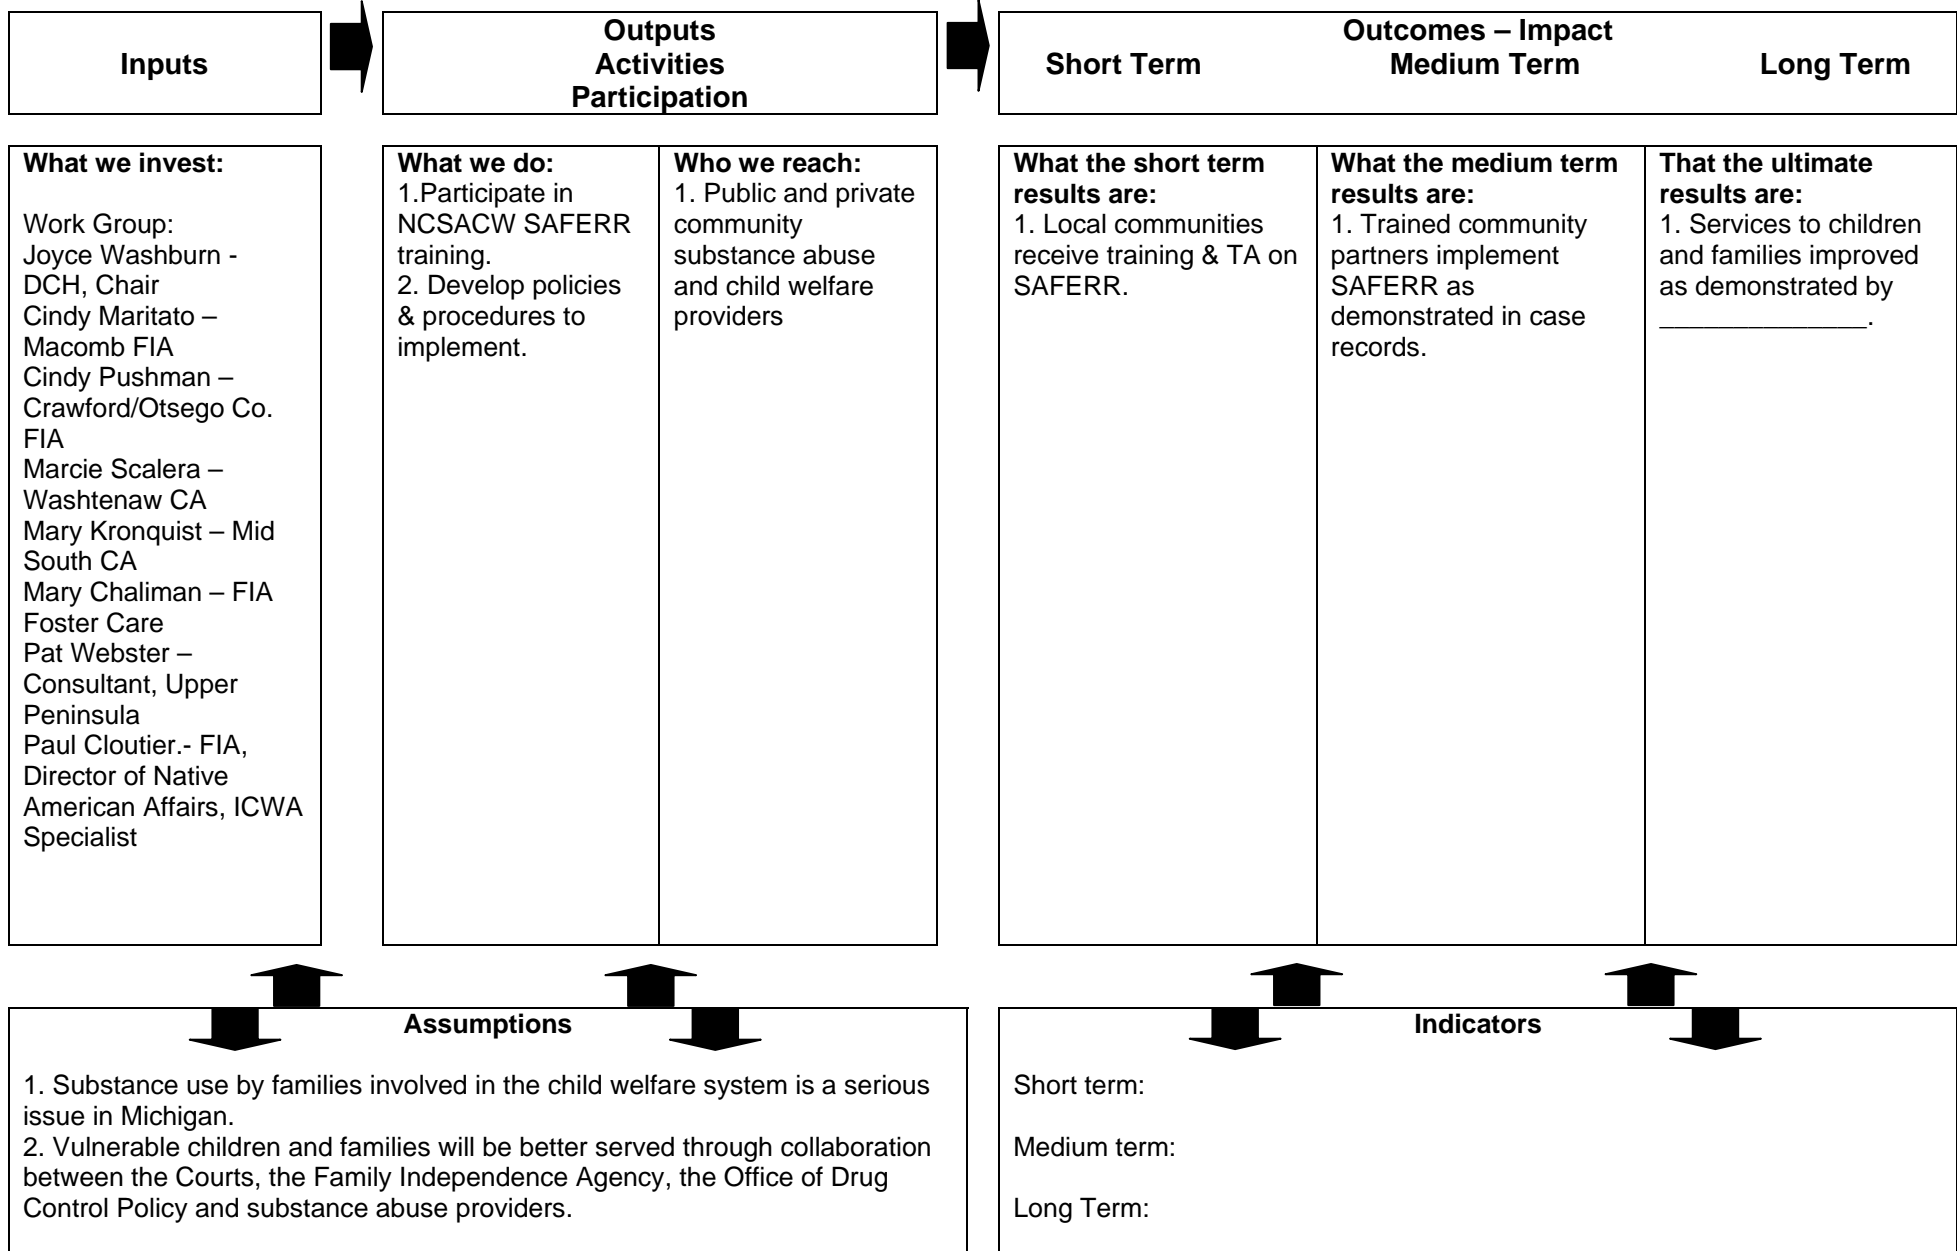 Inputs
Outputs
Activities
Participation
Outcomes – Impact
Short Term Medium Term Long Term
What we invest:
Work Group:
Joyce Washburn -
DCH, Chair
Cindy Maritato –
Macomb FIA
Cindy Pushman –
Crawford/Otsego Co.
FIA
Marcie Scalera –
Washtenaw CA
Mary Kronquist – Mid
South CA
Mary Chaliman – FIA
Foster Care
Pat Webster –
Consultant, Upper
Peninsula
Paul Cloutier.- FIA,
Director of Native
American Affairs, ICWA
Specialist
What we do:
1.Participate in
NCSACW SAFERR
training.
2. Develop policies
& procedures to
implement.
Who we reach:
1. Public and private
community
substance abuse
and child welfare
providers
What the short term
results are:
1. Local communities
receive training & TA on
SAFERR.
What the medium term
results are:
1. Trained community
partners implement
SAFERR as
demonstrated in case
records.
That the ultimate
results are:
1. Services to children
and families improved
as demonstrated by
______________.
Assumptions
1. Substance use by families involved in the child welfare system is a serious
issue in Michigan.
2. Vulnerable children and families will be better served through collaboration
between the Courts, the Family Independence Agency, the Office of Drug
Control Policy and substance abuse providers.
Indicators
Short term:
Medium term:
Long Term: